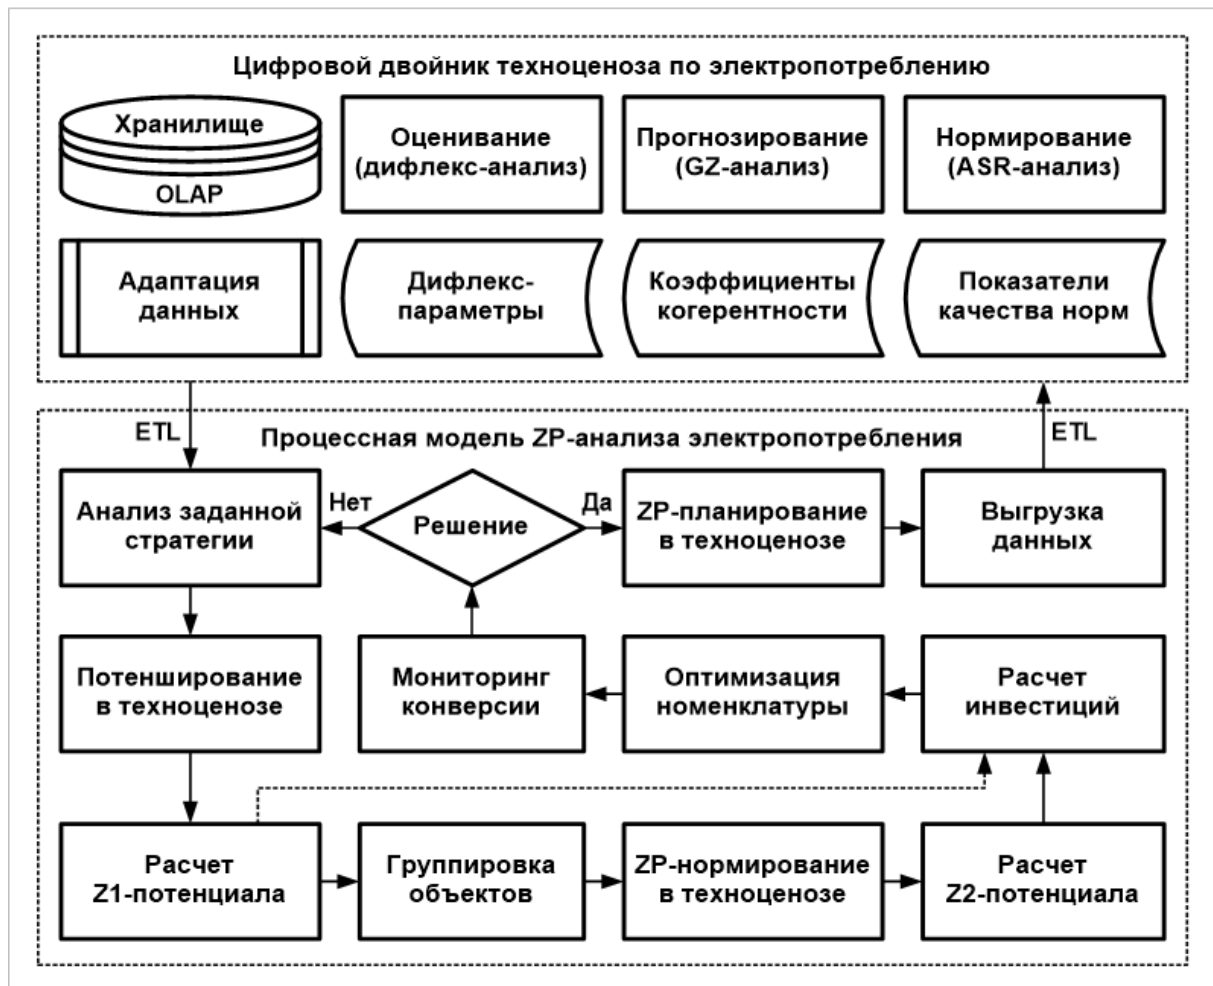 Цифровой двойник техноценоза по электропотреблению
Хранилище
OLAP
Оценивание
(дифлекс-анализ)
Прогнозирование
(GZ-анализ)
Нормирование
(ASR-анализ)
Адаптация
данных
Дифлекс-
параметры
Коэффициенты
когерентности
Показатели
качества норм
ETL
ETL
Процессная модель ZP-анализа электропотребления
Анализ заданной
стратегии
Нет
Решение
Да
ZP-планирование
в техноценозе
Выгрузка
данных
Потенширование
в техноценозе
Мониторинг
конверсии
Оптимизация
номенклатуры
Расчет
инвестиций
Расчет
Z1-потенциала
Группировка
объектов
ZP-нормирование
в техноценозе
Расчет
Z2-потенциала